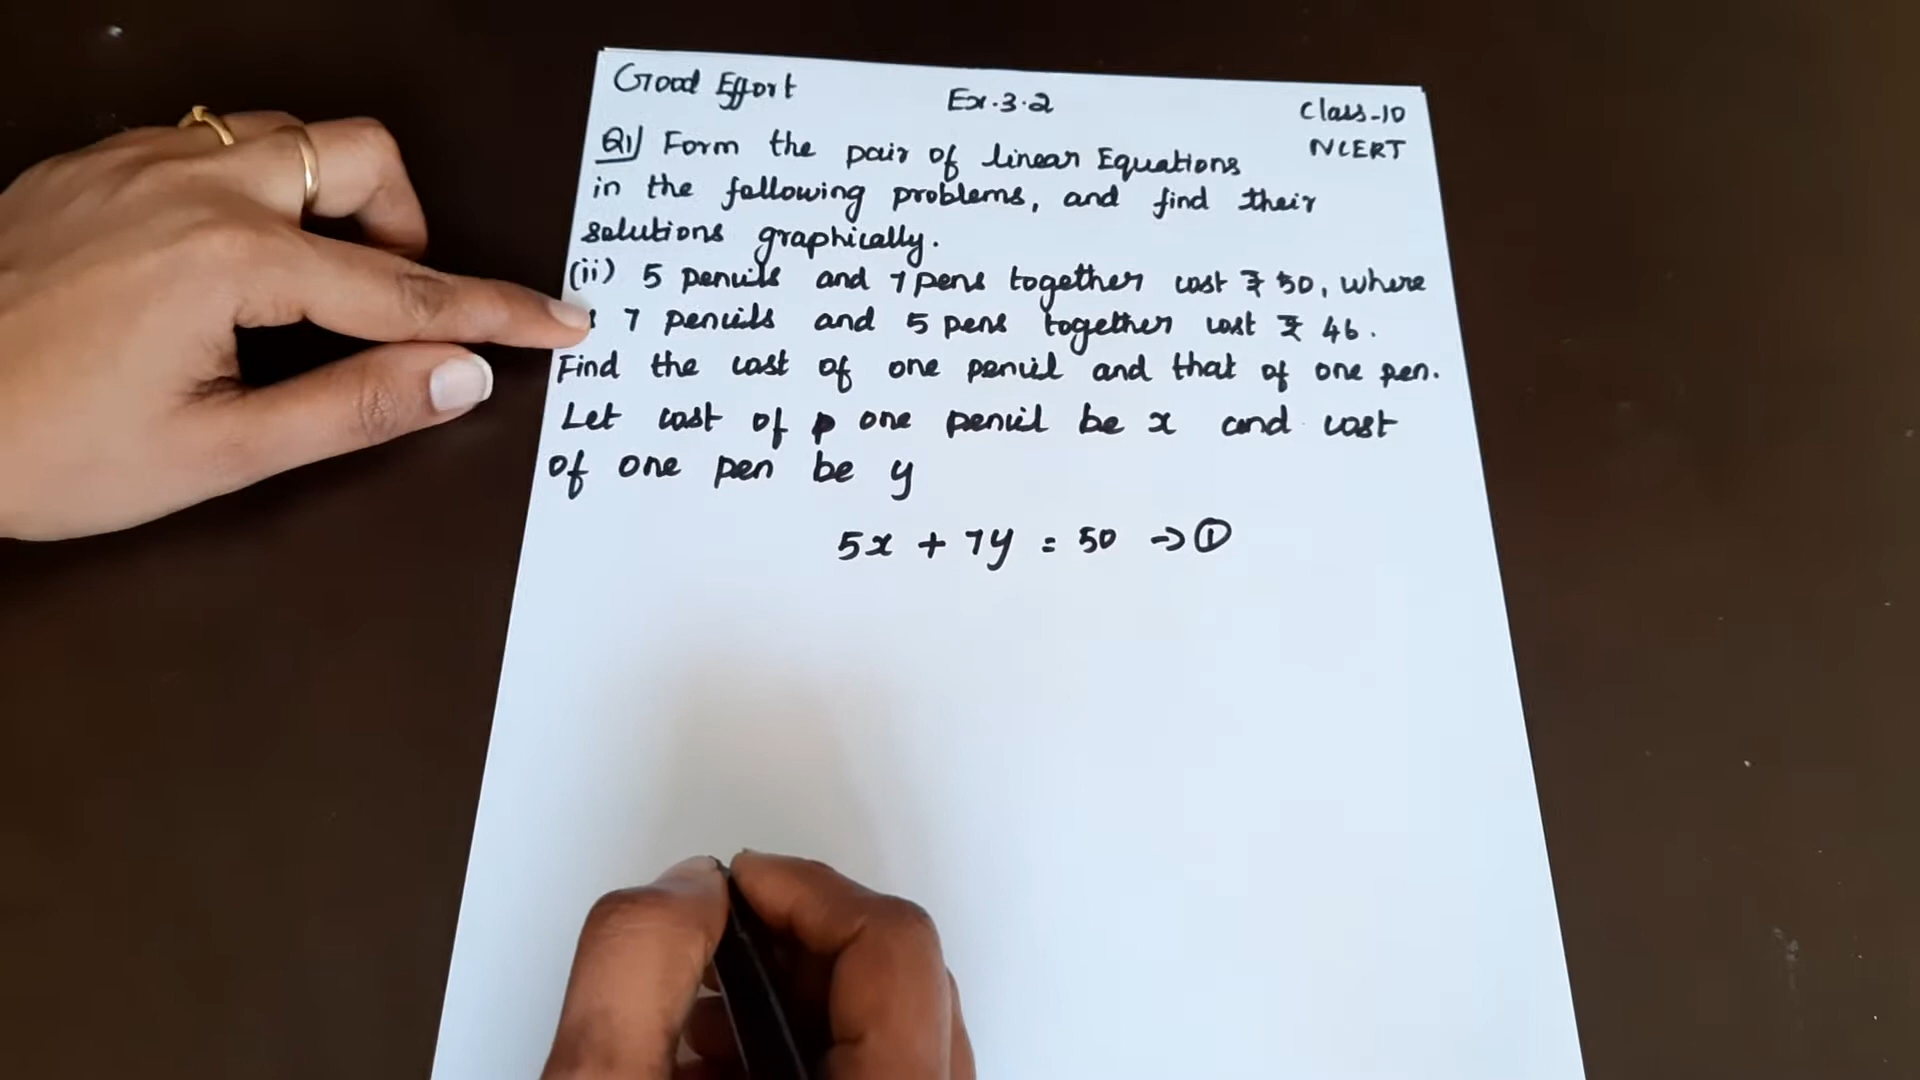 Good Effort Ex.3.2 Class-10
NCERT
Q1) Form the pair of linear Equations
in the following problems, and find their
solutions graphically.
(ii) 5 pencils and 7 pens together cost ₹ 50, where
7 pencils and 5 pens together cost ₹ 46.
Find the cost of one pencil and that of one pen.
Let cost of p one pencil be x and cost
of one pen be y
5x + 7y = 50 → ①